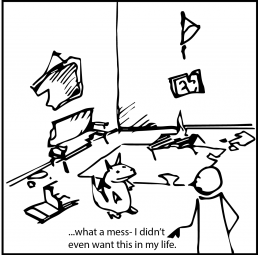 ...what a mess- I didn't
even want this in my life.